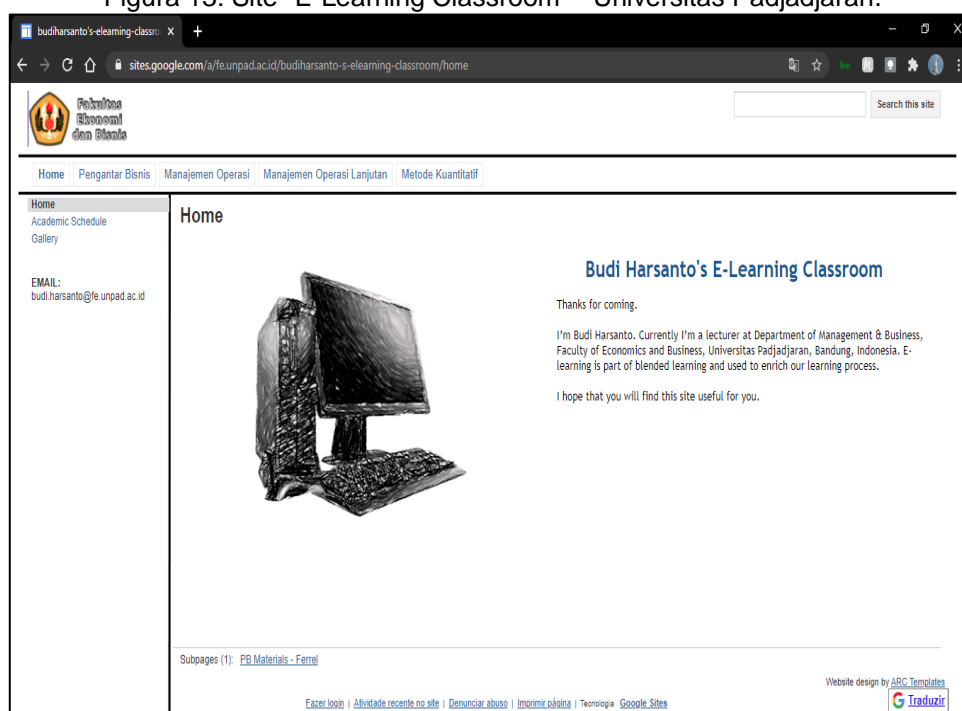 Figura 15: Site "E-Learning Classroom" - Universitas Padjadjaran.
budiharsanto's-elearning-classro
sites.google.com/a/fe.unpad.ac.id/budiharsanto-s-elearning-classroom/home
Fakultas
Ekonomi
dan Bisnis
Search this site
Home Pengantar Bisnis Manajemen Operasi Manajemen Operasi Lanjutan Metode Kuantitatif
Home
Academic Schedule
Gallery
EMAIL:
budi.harsanto@fe.unpad.ac.id
Home
Budi Harsanto's E-Learning Classroom
Thanks for coming.
I'm Budi Harsanto. Currently I'm a lecturer at Department of Management & Business,
Faculty of Economics and Business, Universitas Padjadjaran, Bandung, Indonesia. E-
learning is part of blended learning and used to enrich our learning process.
I hope that you will find this site useful for you.
Subpages (1): PB Materials - Ferrel
Website design by ARC Templates
Fazer login | Atividade recente no site | Denunciar abuso | Imprimir página | Tecnologia Google Sites
Traduzir